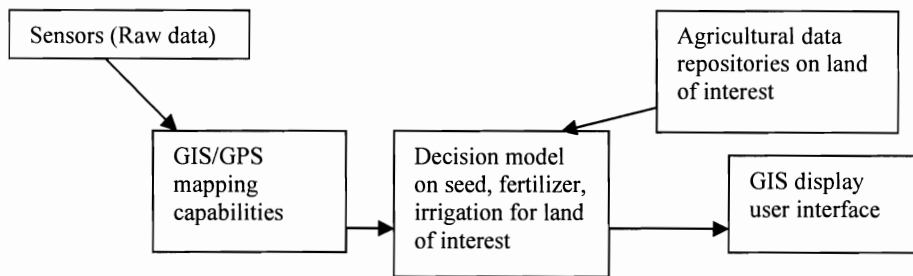 Sensors (Raw data)
Agricultural data
repositories on land
of interest
GIS/GPS
mapping
capabilities
Decision model
on seed, fertilizer,
irrigation for land
of interest
GIS display
user interface